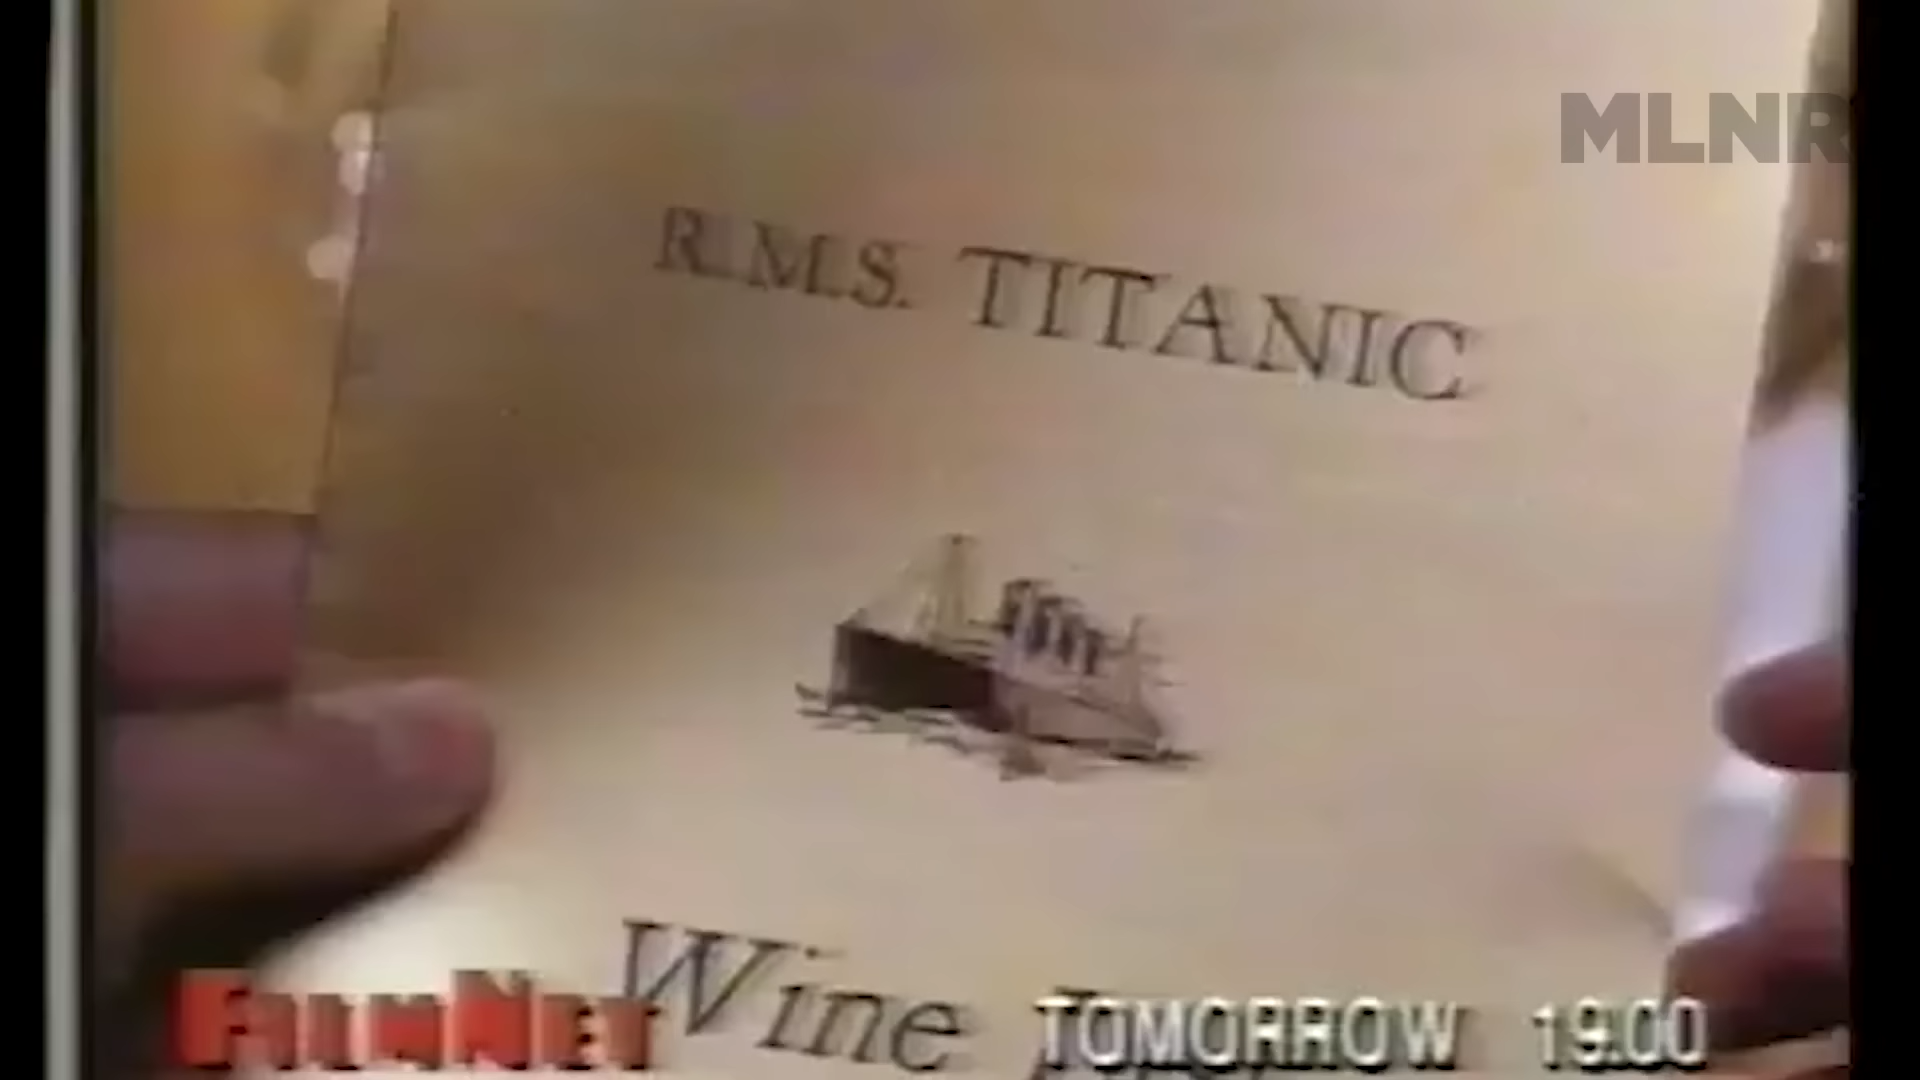 MLNR
R.M.S. TITANIC
Wine
FILMNET
TOMORROW 19.00